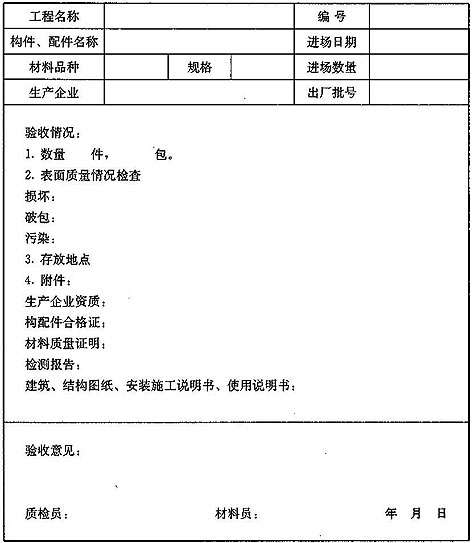 工程名称 编 号
构件、配件名称 进场日期
材料品种 规格 进场数量
生产企业 出厂批号
验收情况：
1. 数量 件， 包。
2. 表面质量情况检查
损坏：
破包：
污染：
3. 存放地点
4. 附件：
生产企业资质：
构配件合格证：
材料质量证明：
检测报告：
建筑、结构图纸、安装施工说明书、使用说明书：
验收意见：
质检员： 材料员： 年 月 日